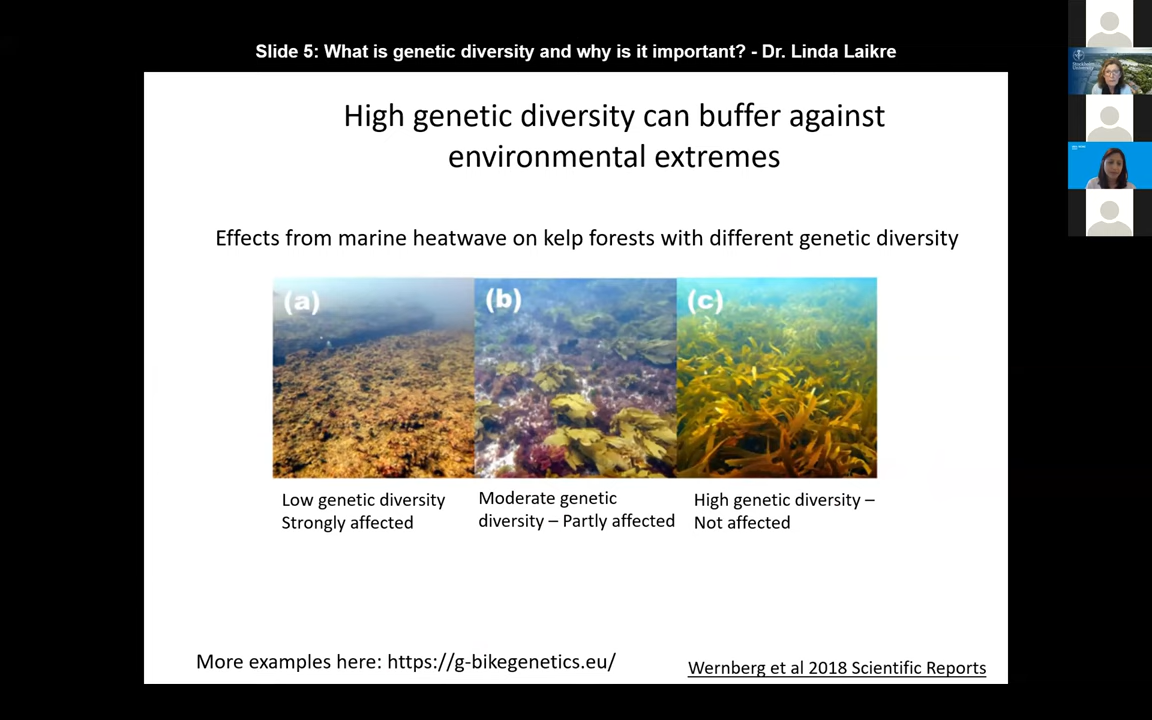 Slide 5: What is genetic diversity and why is it important? - Dr. Linda Laikre
High genetic diversity can buffer against
environmental extremes
Effects from marine heatwave on kelp forests with different genetic diversity
(a)
(b)
(c)
Low genetic diversity
Strongly affected
Moderate genetic
diversity – Partly affected
High genetic diversity –
Not affected
More examples here: https://g-bikegenetics.eu/
Wernberg et al 2018 Scientific Reports
Stockholm
University